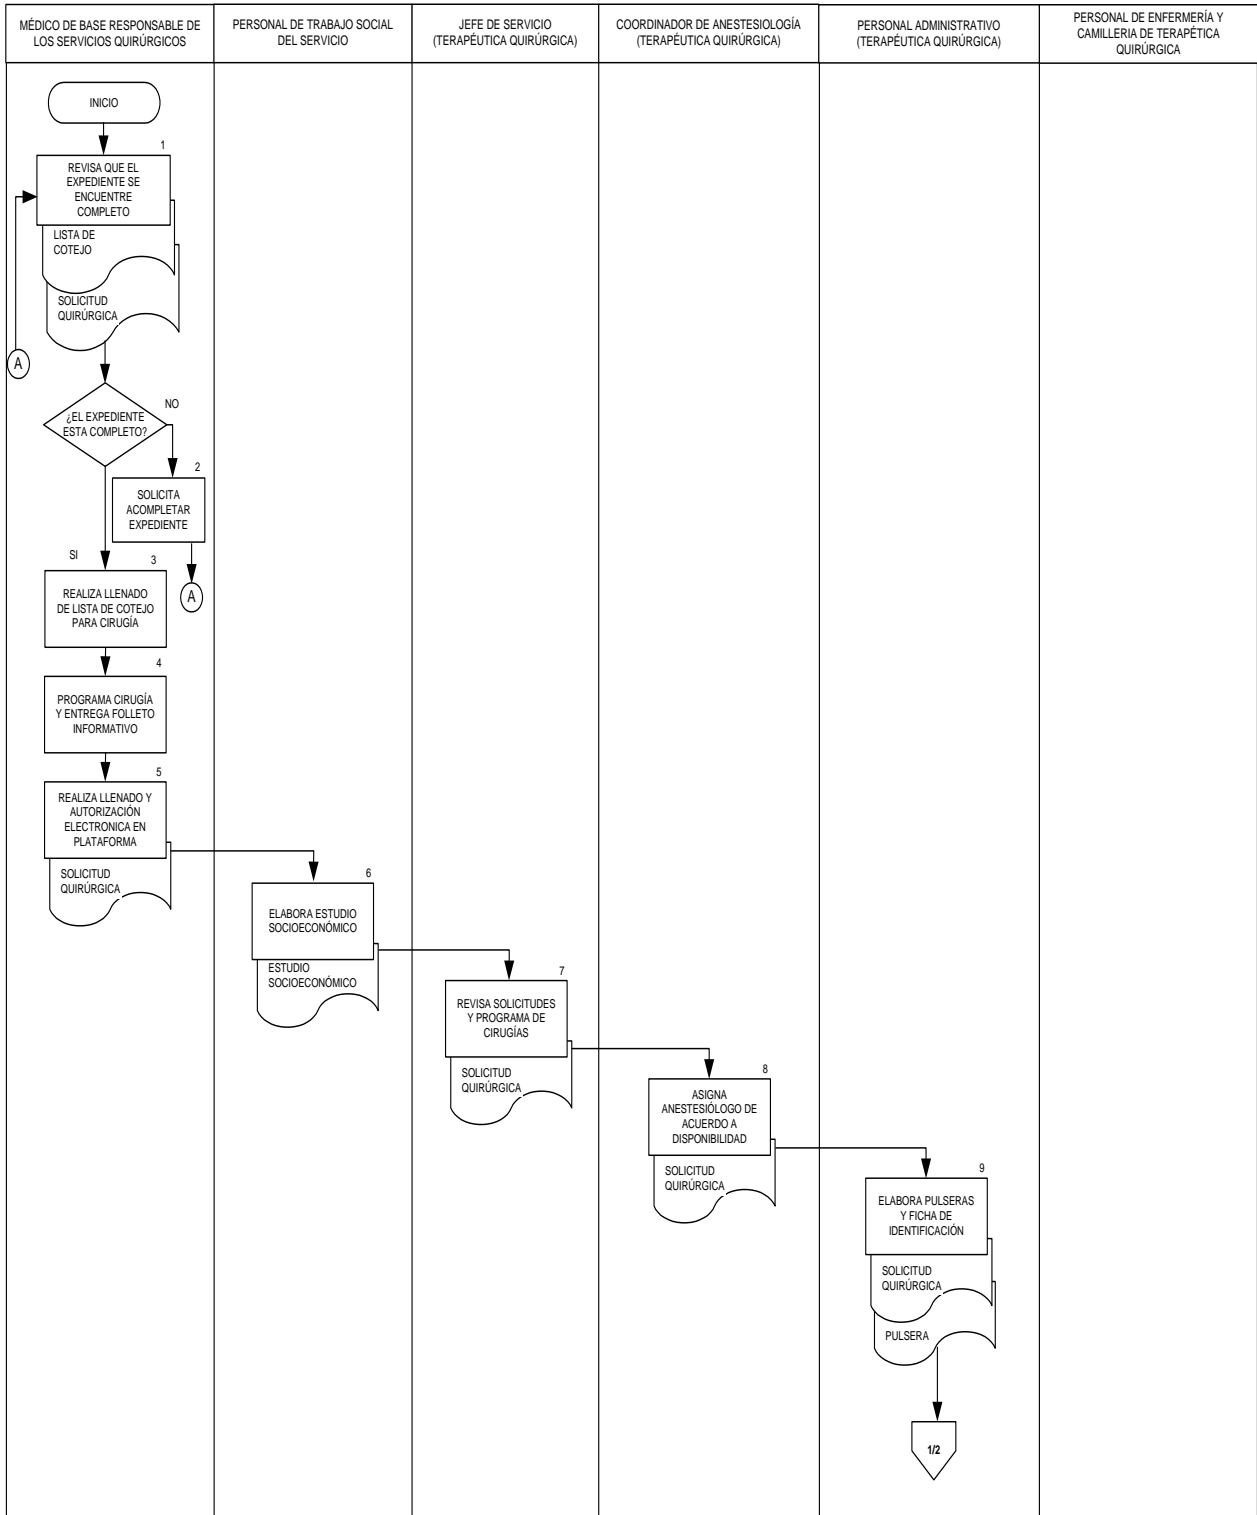 MÉDICO DE BASE RESPONSABLE DE
LOS SERVICIOS QUIRÚRGICOS
PERSONAL DE TRABAJO SOCIAL
DEL SERVICIO
JEFE DE SERVICIO
(TERAPÉUTICA QUIRÚRGICA)
COORDINADOR DE ANESTESIOLOGÍA
(TERAPÉUTICA QUIRÚRGICA)
PERSONAL ADMINISTRATIVO
(TERAPÉUTICA QUIRÚRGICA)
PERSONAL DE ENFERMERÍA Y
CAMILLERIA DE TERAPÉTICA
QUIRÚRGICA
INICIO
1
REVISA QUE EL
EXPEDIENTE SE
ENCUENTRE
COMPLETO
LISTA DE
COTEJO
SOLICITUD
QUIRÚRGICA
A
¿EL EXPEDIENTE
ESTA COMPLETO?
NO
2
SOLICITA
ACOMPLETAR
EXPEDIENTE
A
SI
3
REALIZA LLENADO
DE LISTA DE COTEJO
PARA CIRUGÍA
4
PROGRAMA CIRUGÍA
Y ENTREGA FOLLETO
INFORMATIVO
5
REALIZA LLENADO Y
AUTORIZACIÓN
ELECTRONICA EN
PLATAFORMA
SOLICITUD
QUIRÚRGICA
6
ELABORA ESTUDIO
SOCIOECONÓMICO
ESTUDIO
SOCIOECONÓMICO
7
REVISA SOLICITUDES
Y PROGRAMA DE
CIRUGÍAS
SOLICITUD
QUIRÚRGICA
8
ASIGNA
ANESTESIÓLOGO DE
ACUERDO A
DISPONIBILIDAD
SOLICITUD
QUIRÚRGICA
9
ELABORA PULSERAS
Y FICHA DE
IDENTIFICACIÓN
SOLICITUD
QUIRÚRGICA
PULSERA
1/2